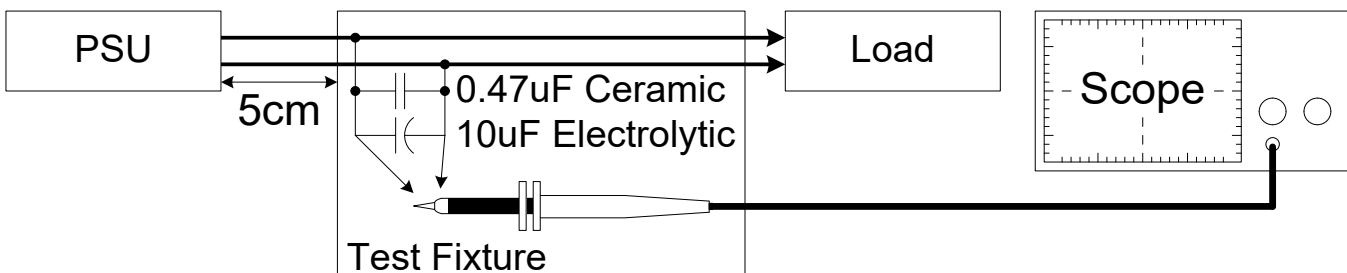 PSU
Load
Scope
0.47uF Ceramic
5cm
10uF Electrolytic
Test Fixture